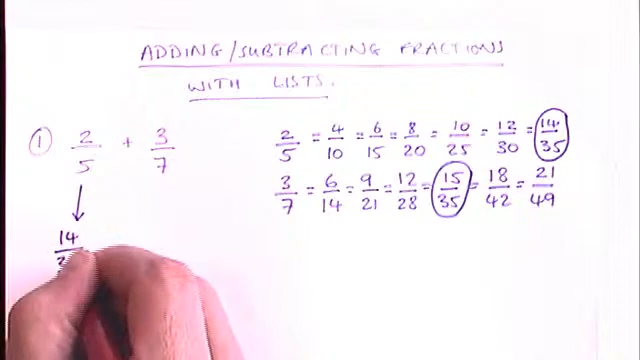 ADDING/SUBTRACTING FRACTIONS
WITH LISTS.
① 2/5 + 3/7
2/5 = 4/10 = 6/15 = 8/20 = 10/25 = 12/30 = 14/35
3/7 = 6/14 = 9/21 = 12/28 = 15/35 = 18/42 = 21/49
↓
14